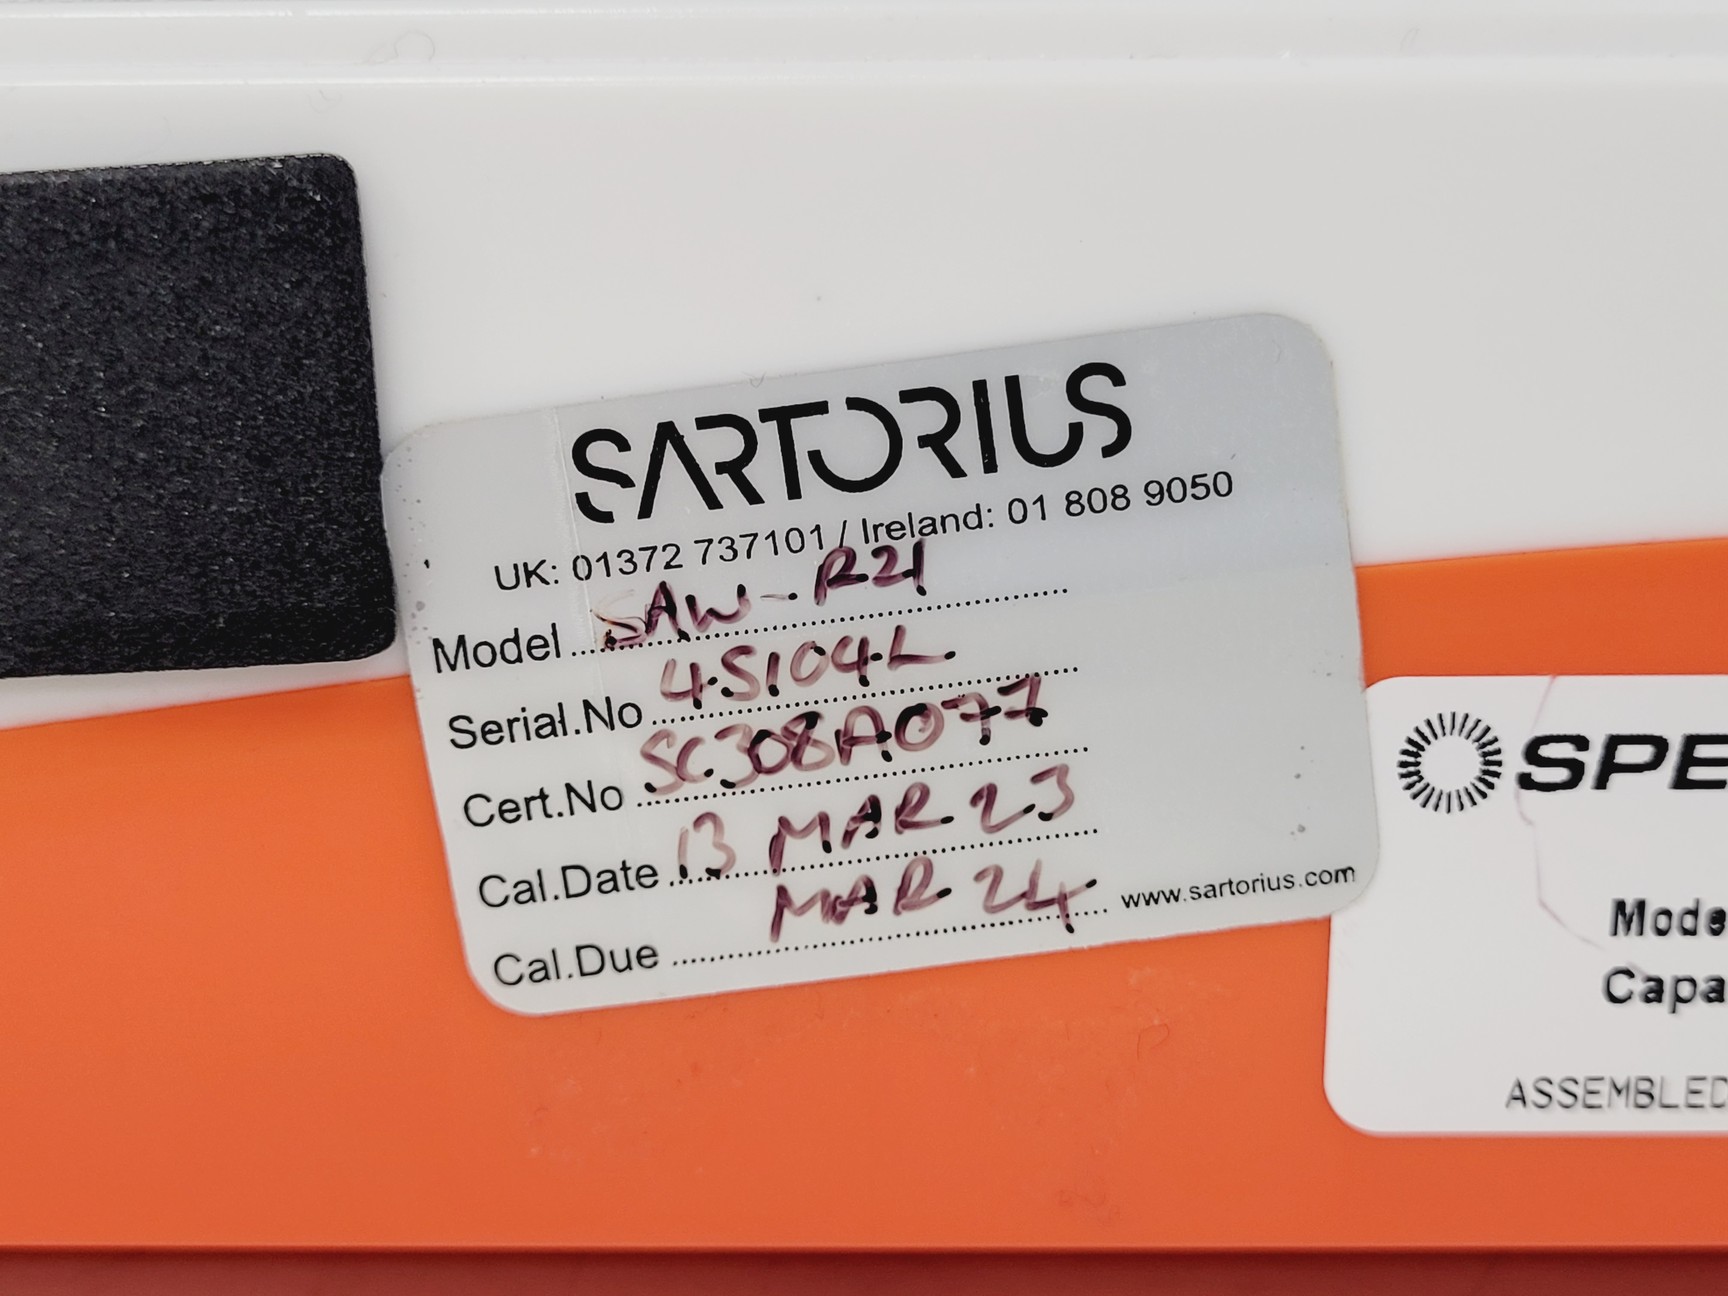 SARTORIUS
UK: 01372 737101 / Ireland: 01 808 9050
Model SAW-R21
Serial.No 4S104L
Cert.No SC308A077
Cal.Date 13 MAR 23
Cal.Due MAR 24
www.sartorius.com
SPE
Mode
Capa
ASSEMBLED